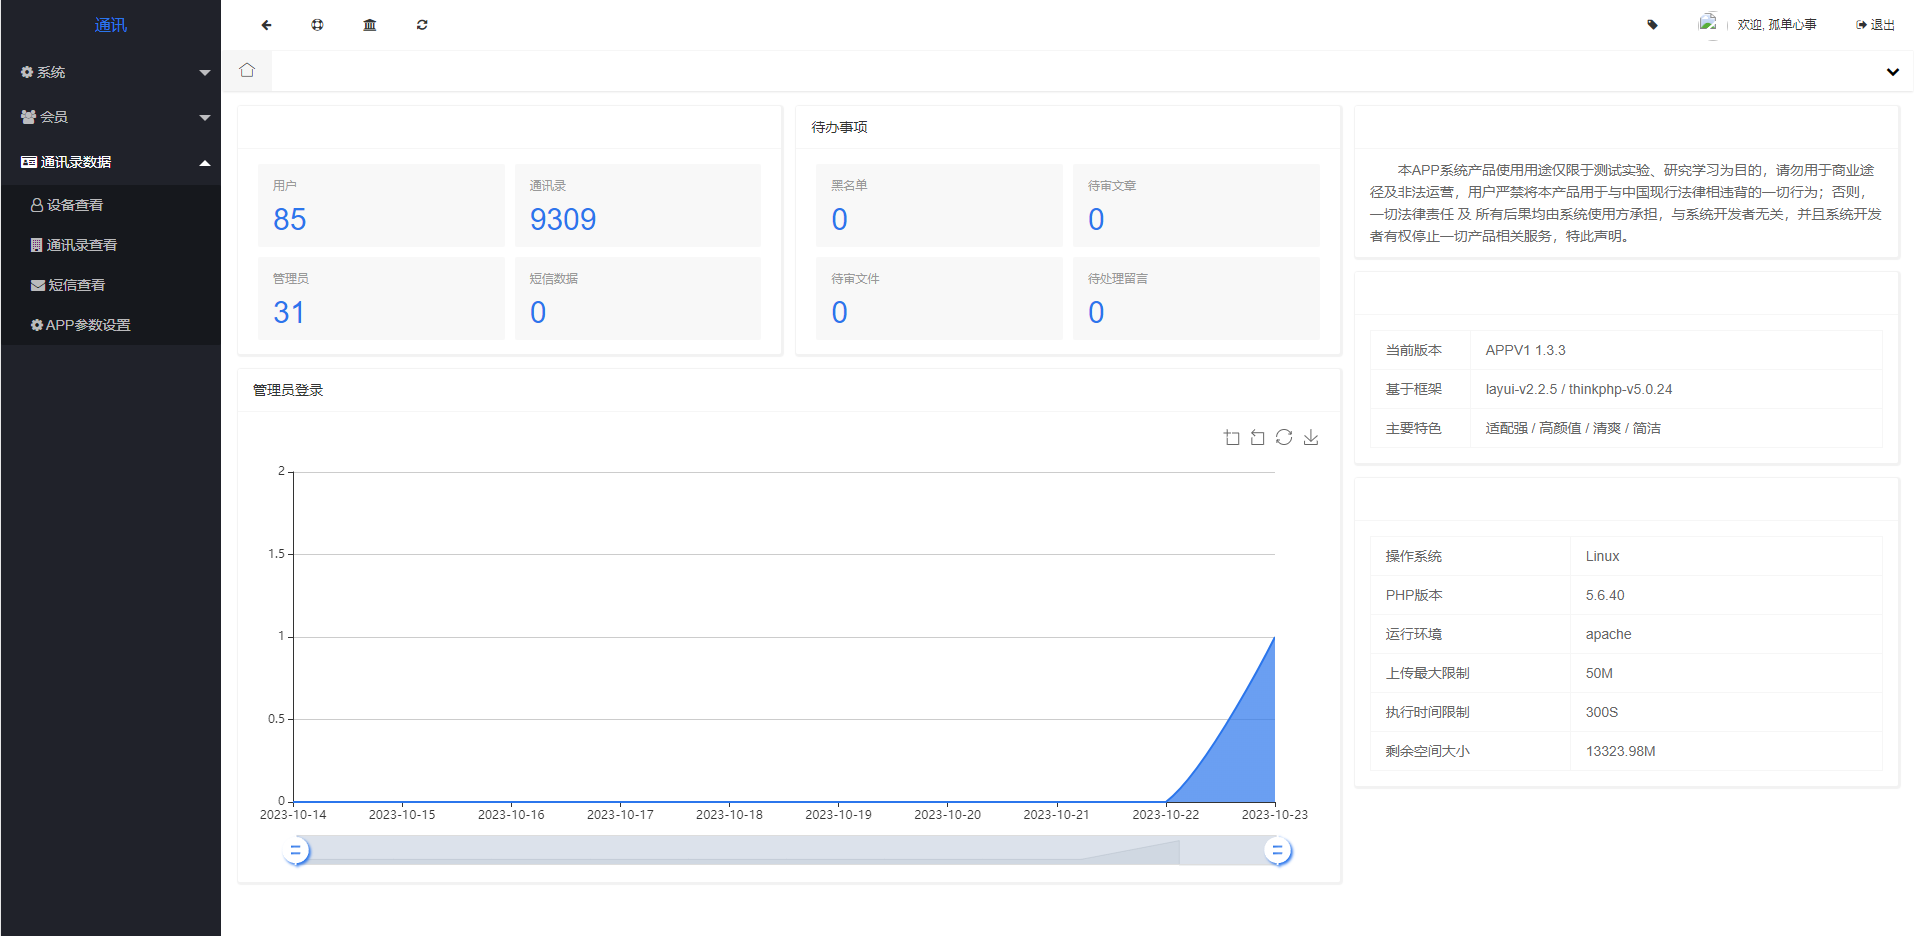 通讯
系统
会员
通讯录数据
设备查看
通讯录查看
短信查看
APP参数设置
欢迎, 孤单心事
退出
用户
85
通讯录
9309
管理员
31
短信数据
0
待办事项
黑名单
0
待审文章
0
待审文件
0
待处理留言
0
管理员登录
2
1.5
1
0.5
0
2023-10-14
2023-10-15
2023-10-16
2023-10-17
2023-10-18
2023-10-19
2023-10-20
2023-10-21
2023-10-22
2023-10-23
本APP系统产品使用用途仅限于测试实验、研究学习为目的，请勿用于商业途
径及非法运营，用户严禁将本产品用于与中国现行法律相违背的一切行为；否则，
一切法律责任 及 所有后果均由系统使用方承担，与系统开发者无关，并且系统开发
者有权停止一切产品相关服务，特此声明。
当前版本 APPV1 1.3.3
基于框架 layui-v2.2.5 / thinkphp-v5.0.24
主要特色 适配强 / 高颜值 / 清爽 / 简洁
操作系统 Linux
PHP版本 5.6.40
运行环境 apache
上传最大限制 50M
执行时间限制 300S
剩余空间大小 13323.98M